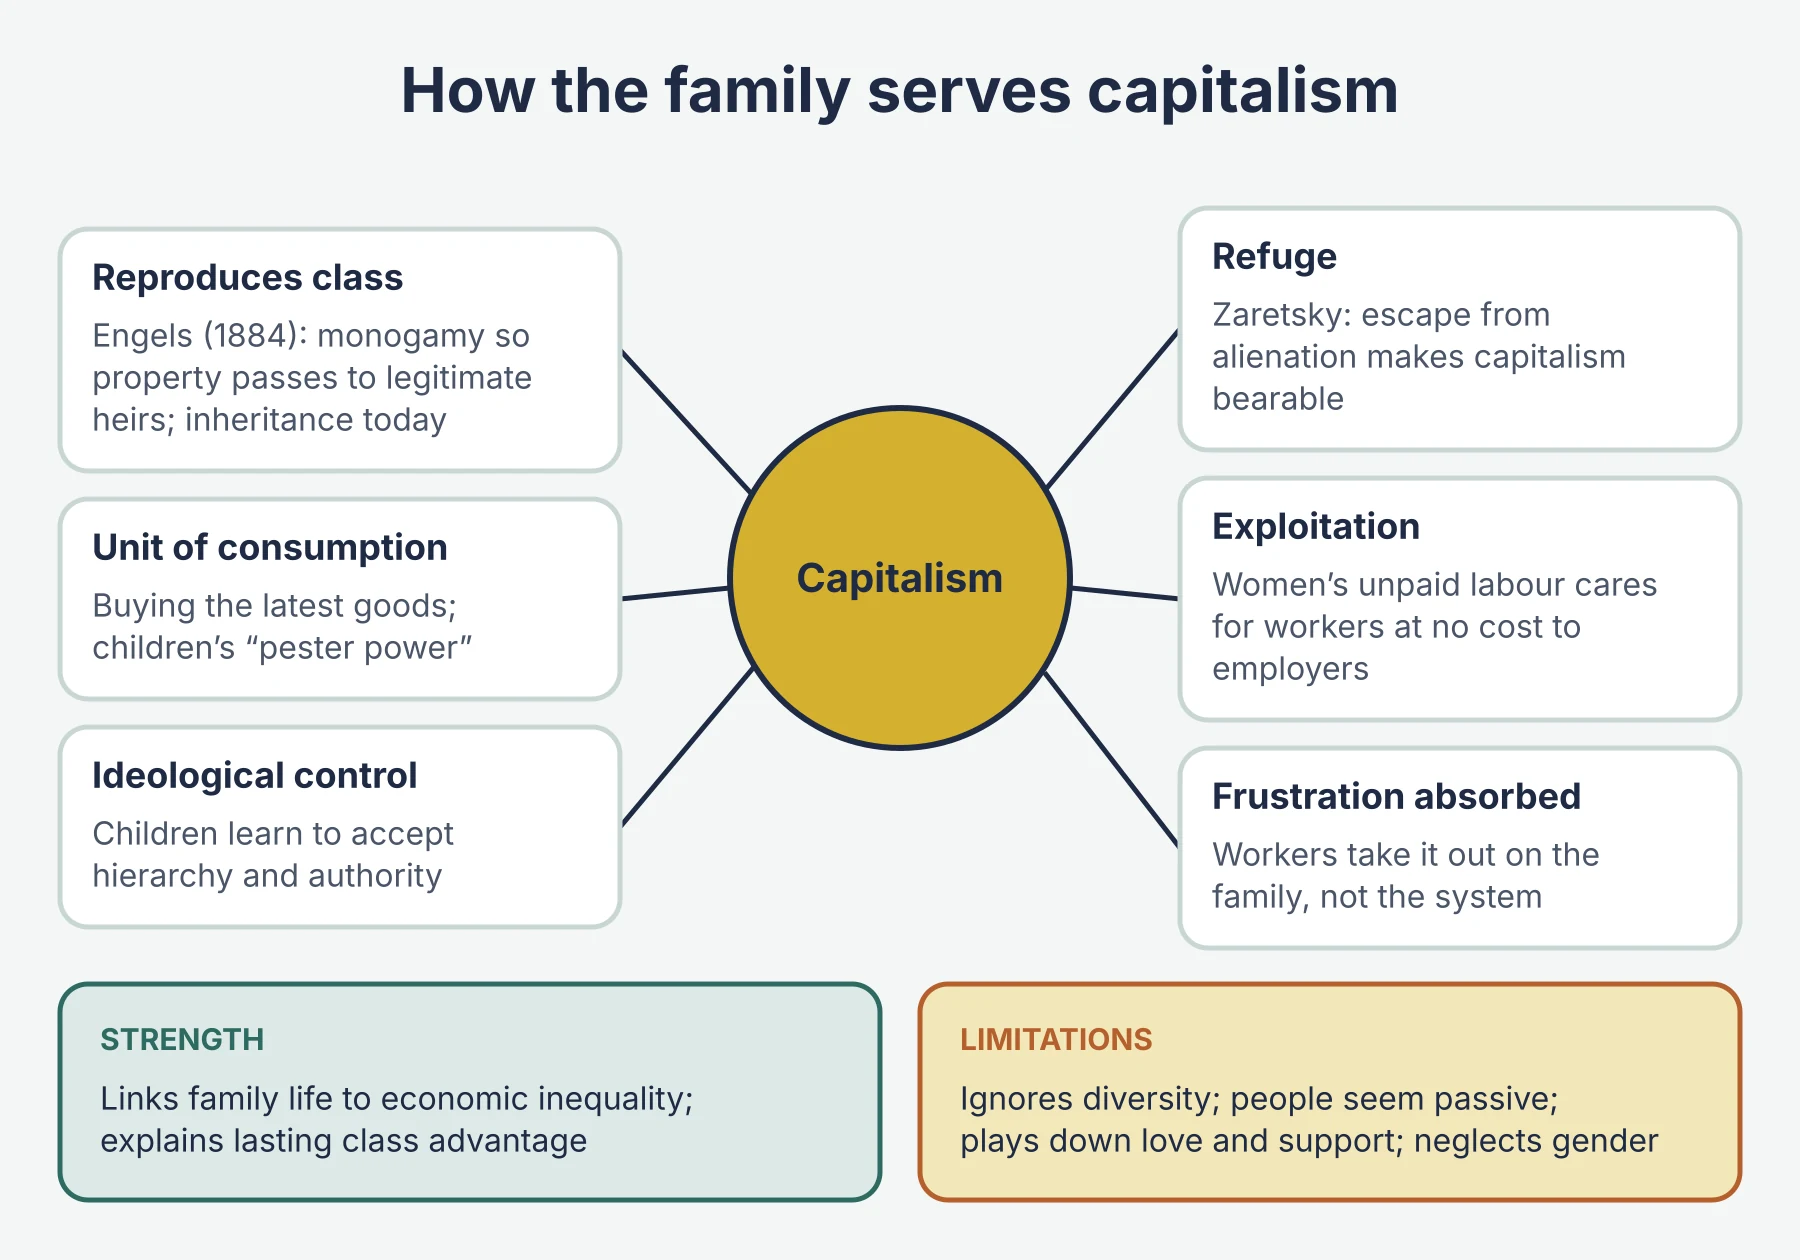 How the family serves capitalism
Reproduces class
Engels (1884): monogamy so
property passes to legitimate
heirs; inheritance today
Unit of consumption
Buying the latest goods;
children’s “pester power”
Ideological control
Children learn to accept
hierarchy and authority
Capitalism
Refuge
Zaretsky: escape from
alienation makes capitalism
bearable
Exploitation
Women’s unpaid labour cares
for workers at no cost to
employers
Frustration absorbed
Workers take it out on the
family, not the system
STRENGTH
Links family life to economic inequality;
explains lasting class advantage
LIMITATIONS
Ignores diversity; people seem passive;
plays down love and support; neglects gender